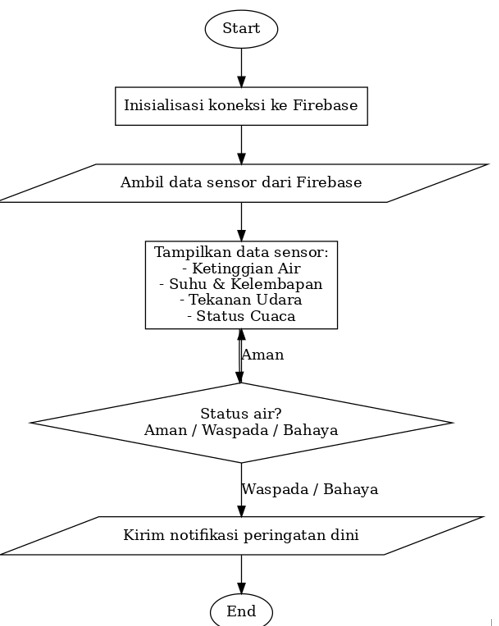 Start
Inisialisasi koneksi ke Firebase
Ambil data sensor dari Firebase
Tampilkan data sensor:
- Ketinggian Air
- Suhu & Kelembapan
- Tekanan Udara
- Status Cuaca
Aman
Status air?
Aman / Waspada / Bahaya
Waspada / Bahaya
Kirim notifikasi peringatan dini
End